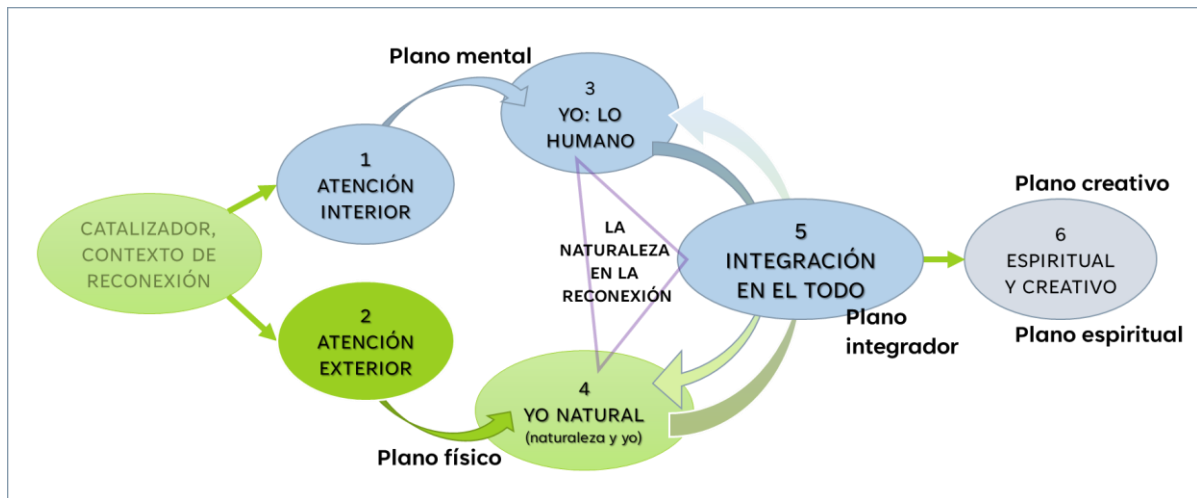 Plano mental
3
YO: LO
HUMANO
1
ATENCIÓN
INTERIOR
CATALIZADOR,
CONTEXTO DE
RECONEXIÓN
LA
NATURALEZA
EN LA
RECONEXIÓN
2
ATENCIÓN
EXTERIOR
4
YO NATURAL
(naturaleza y yo)
Plano físico
5
INTEGRACIÓN
EN EL TODO
Plano
integrador
Plano creativo
6
ESPIRITUAL
Y CREATIVO
Plano espiritual